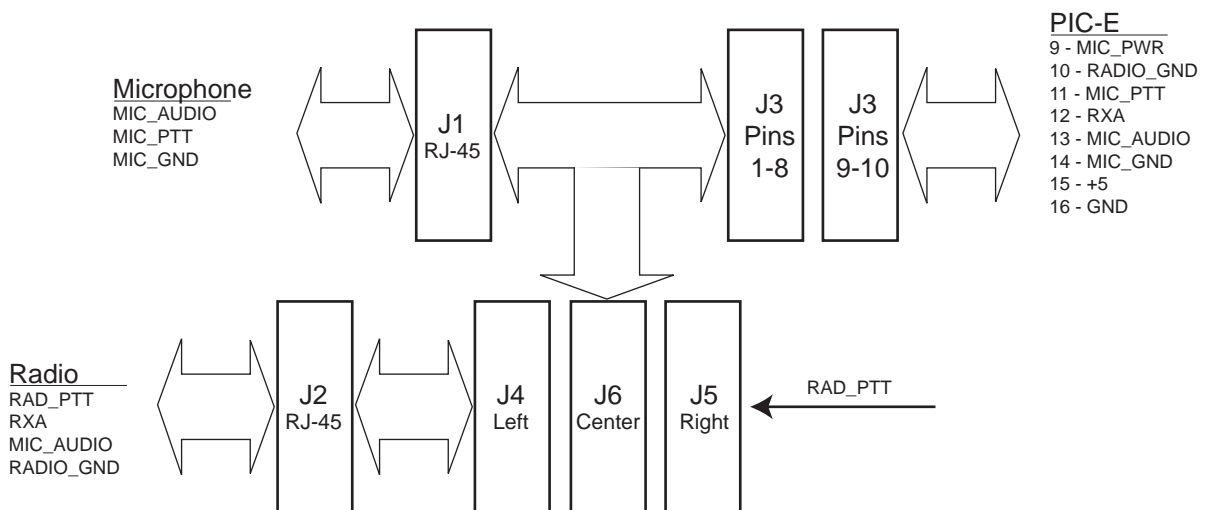 PIC-E
9 - MIC_PWR
10 - RADIO_GND
11 - MIC_PTT
12 - RXA
13 - MIC_AUDIO
14 - MIC_GND
15 - +5
16 - GND
Microphone
MIC_AUDIO
MIC_PTT
MIC_GND
J1
RJ-45
J3
Pins
1-8
J3
Pins
9-10
Radio
RAD_PTT
RXA
MIC_AUDIO
RADIO_GND
J2
RJ-45
J4
Left
J6
Center
J5
Right
RAD_PTT